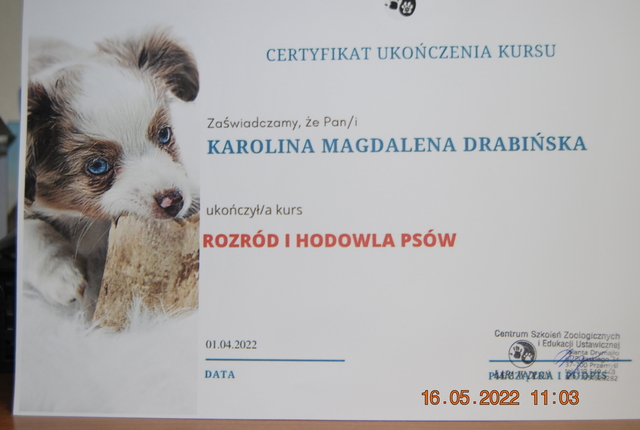 CERTYFIKAT UKOŃCZENIA KURSU
Zaświadczamy, że Pan/i
KAROLINA MAGDALENA DRABIŃSKA
ukończył/a kurs
ROZRÓD I HODOWLA PSÓW
01.04.2022
DATA
Centrum Szkoleń Zoologicznych
i Edukacji Ustawicznej
I PODPIS
16.05.2022 11:03